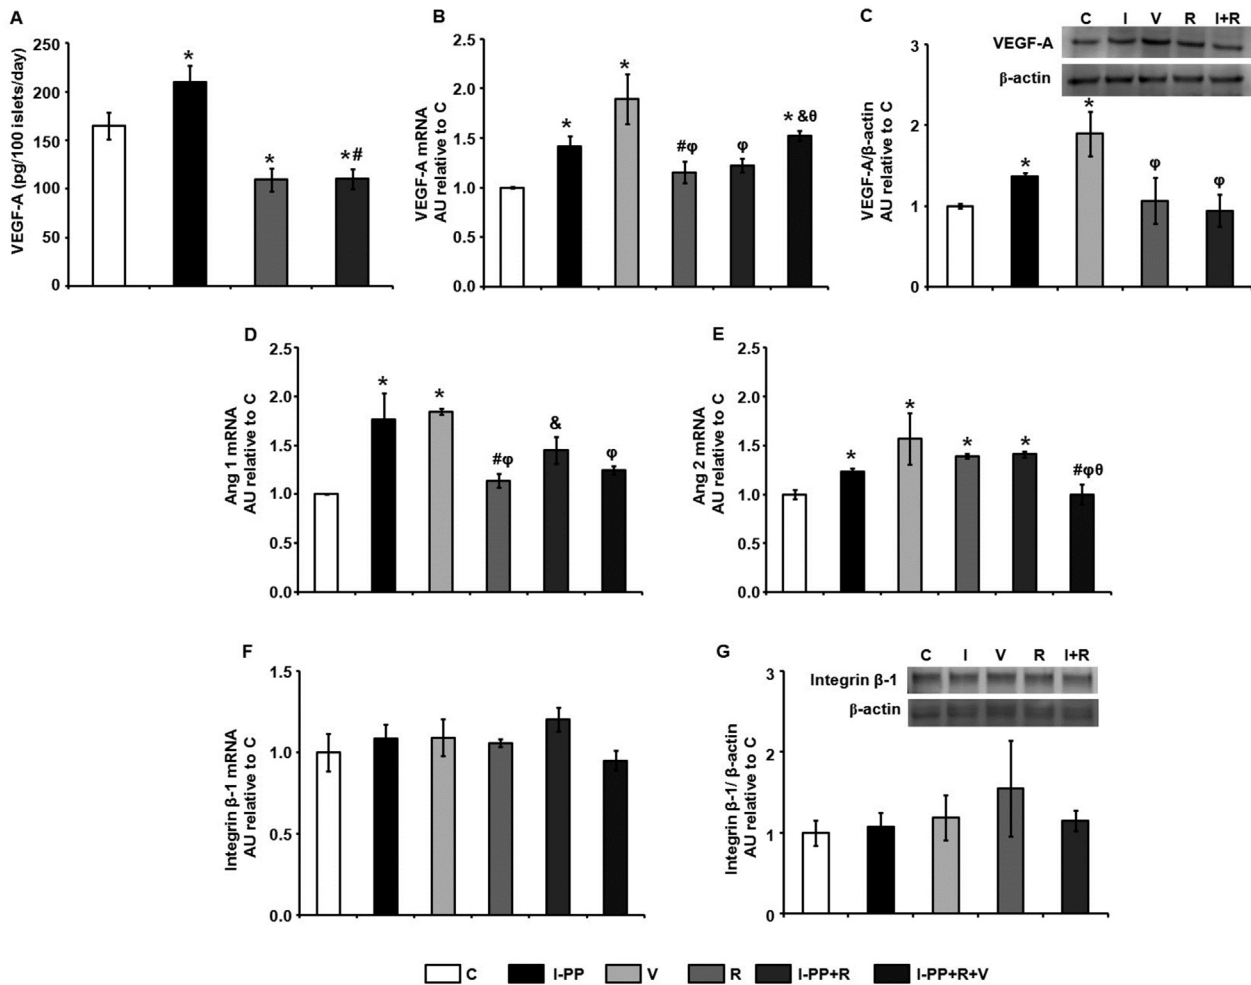 A
VEGF-A (pg/100 islets/day)
250
200
150
100
50
0
*
*
*#
B
VEGF-A mRNA
AU relative to C
2.5
2.0
1.5
1.0
0.5
0.0
*
*
#φ
φ
* &θ
C
C I V R I+R
VEGF-A
β-actin
VEGF-A/β-actin
AU relative to C
3
2
1
0
*
*
φ
φ
D
Ang 1 mRNA
AU relative to C
2.5
2.0
1.5
1.0
0.5
0.0
*
*
#φ
&
φ
E
Ang 2 mRNA
AU relative to C
2.5
2.0
1.5
1.0
0.5
0.0
*
*
*
*
#φθ
F
Integrin β-1 mRNA
AU relative to C
1.5
1.0
0.5
0.0
G
C I V R I+R
Integrin β-1
β-actin
Integrin β-1/ β-actin
AU relative to C
3
2
1
0
C I-PP V R I-PP+R I-PP+R+V